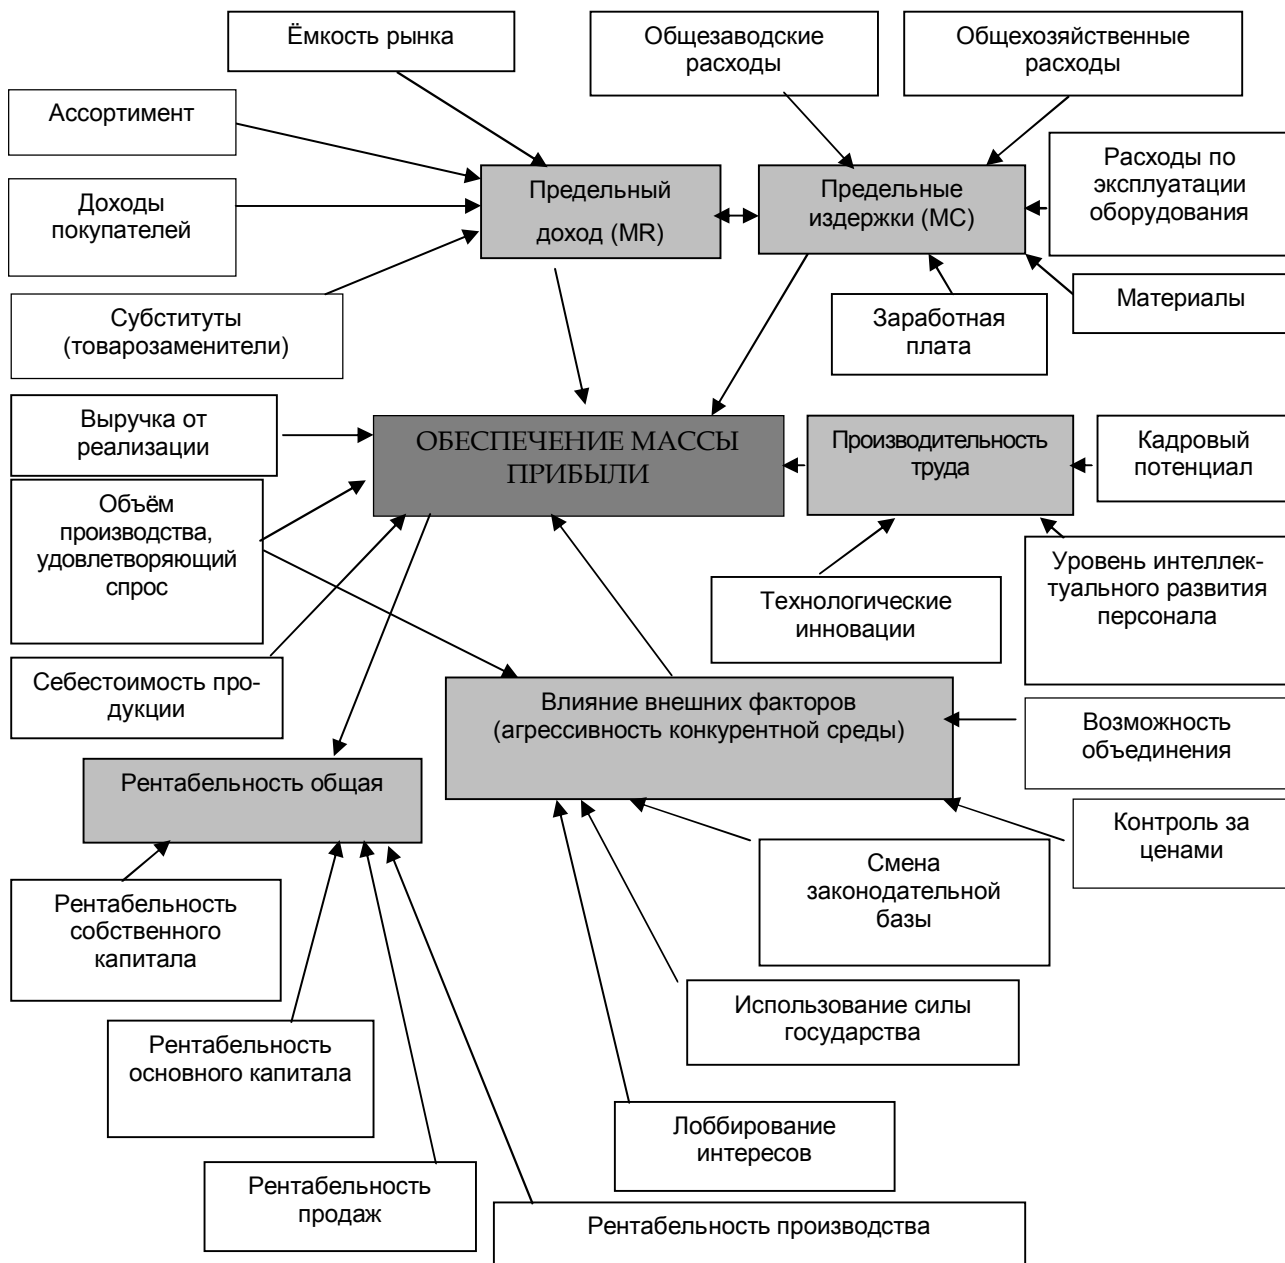 Ёмкость рынка
Общезаводские
расходы
Общехозяйственные
расходы
Ассортимент
Предельный
доход (MR)
Предельные
издержки (MC)
Расходы по
эксплуатации
оборудования
Доходы
покупателей
Субституты
(товарозаменители)
Заработная
плата
Материалы
Выручка от
реализации
ОБЕСПЕЧЕНИЕ МАССЫ
ПРИБЫЛИ
Производительность
труда
Кадровый
потенциал
Объём
производства,
удовлетворяющий
спрос
Технологические
инновации
Уровень интеллек-
туального развития
персонала
Себестоимость про-
дукции
Влияние внешних факторов
(агрессивность конкурентной среды)
Возможность
объединения
Рентабельность общая
Контроль за
ценами
Смена
законодательной
базы
Рентабельность
собственного
капитала
Использование силы
государства
Рентабельность
основного капитала
Лоббирование
интересов
Рентабельность
продаж
Рентабельность производства